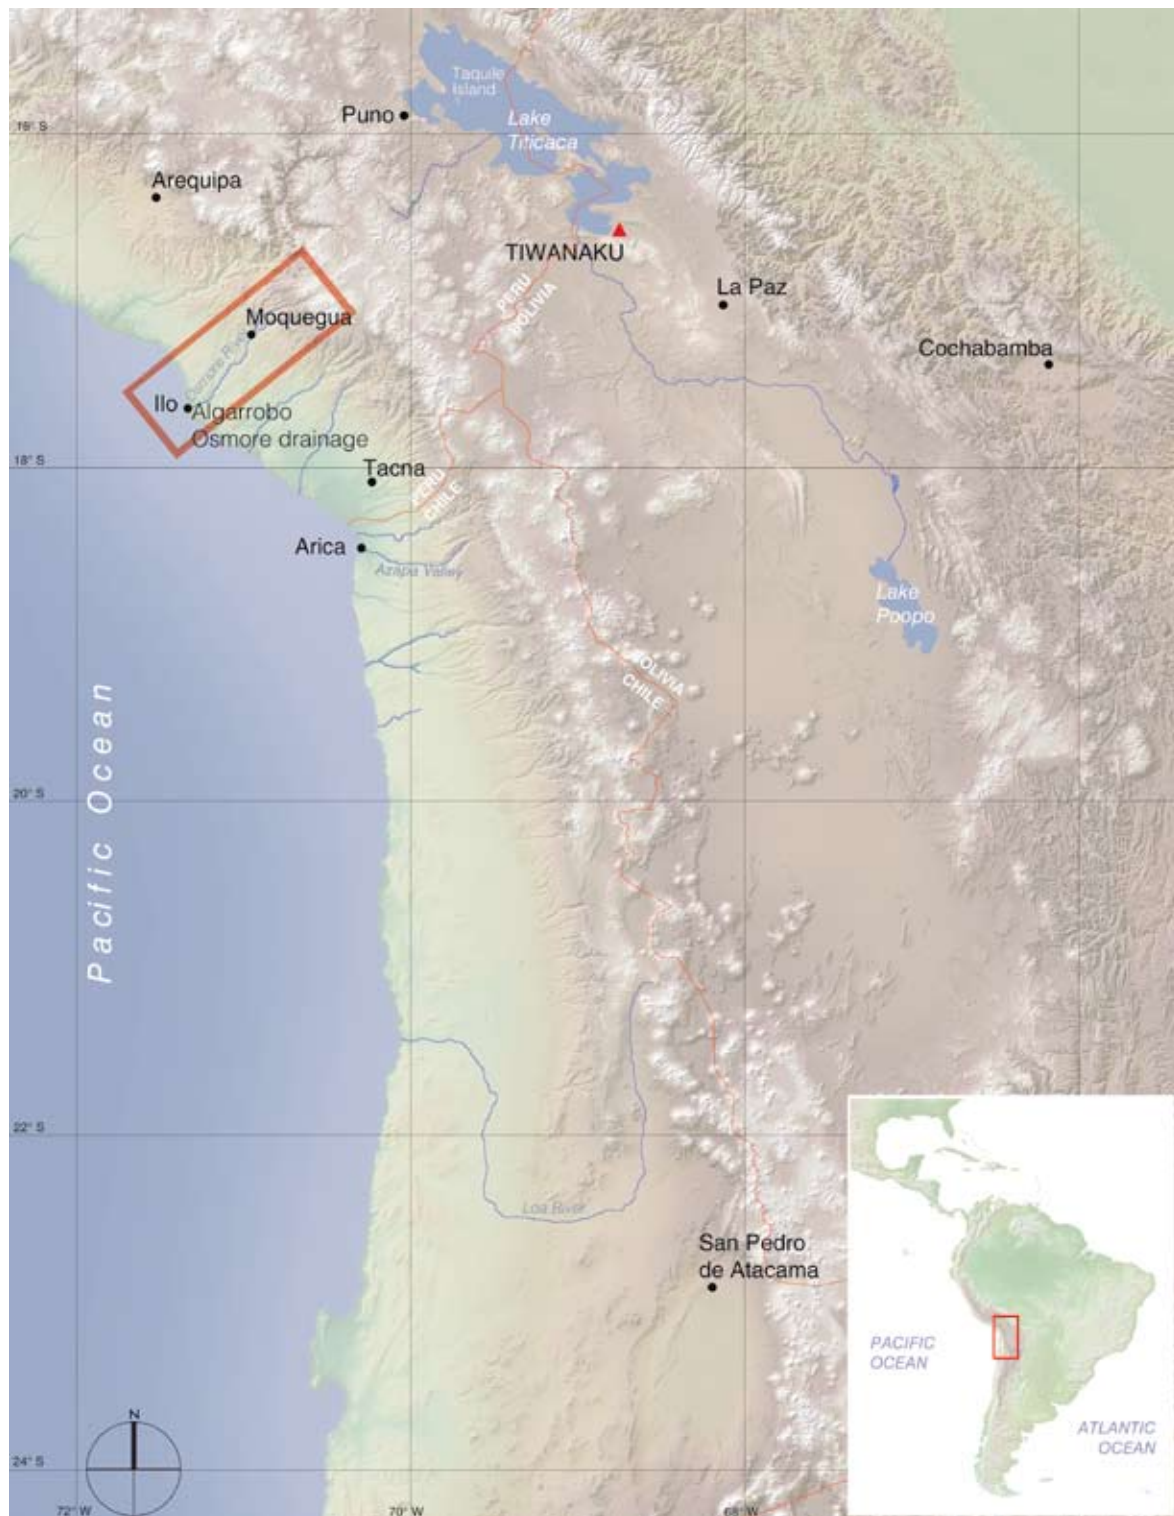 Taquile
Island
Puno
Lake
Titicaca
16° S
Arequipa
TIWANAKU
La Paz
PERU
BOLIVIA
Moquegua
Cochabamba
Ilo
Algarrobo
Osmore drainage
18° S
Tacna
PERU
CHILE
Arica
Azapa Valley
Lake
Poopo
BOLIVIA
CHILE
Pacific Ocean
20° S
22° S
Loa River
San Pedro
de Atacama
PACIFIC
OCEAN
ATLANTIC
OCEAN
N
24° S
72° W
70° W
68° W